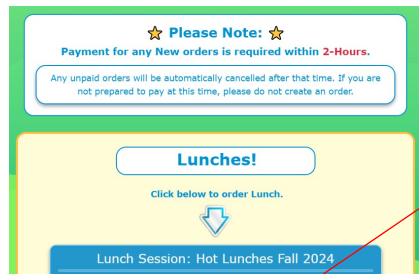 Please Note:
Payment for any New orders is required within 2-Hours.
Any unpaid orders will be automatically cancelled after that time. If you are
not prepared to pay at this time, please do not create an order.
Lunches!
Click below to order Lunch.
Lunch Session: Hot Lunches Fall 2024